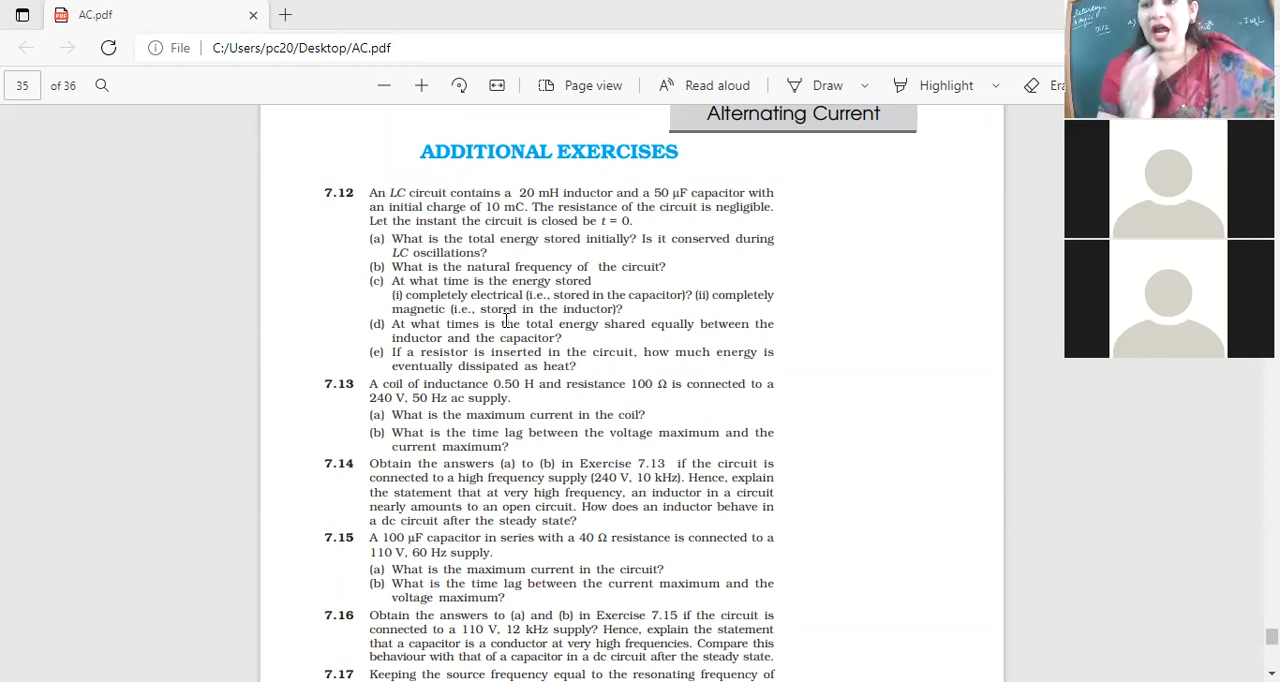 AC.pdf
File
C:/Users/pc20/Desktop/AC.pdf
35 of 36
Page view
Read aloud
Draw
Highlight
Alternating Current
ADDITIONAL EXERCISES
7.12 An LC circuit contains a 20 mH inductor and a 50 μF capacitor with
an initial charge of 10 mC. The resistance of the circuit is negligible.
Let the instant the circuit is closed be t = 0.
(a) What is the total energy stored initially? Is it conserved during
LC oscillations?
(b) What is the natural frequency of the circuit?
(c) At what time is the energy stored
(i) completely electrical (i.e., stored in the capacitor)? (ii) completely
magnetic (i.e., stored in the inductor)?
(d) At what times is the total energy shared equally between the
inductor and the capacitor?
(e) If a resistor is inserted in the circuit, how much energy is
eventually dissipated as heat?
7.13 A coil of inductance 0.50 H and resistance 100 Ω is connected to a
240 V, 50 Hz ac supply.
(a) What is the maximum current in the coil?
(b) What is the time lag between the voltage maximum and the
current maximum?
7.14 Obtain the answers (a) to (b) in Exercise 7.13 if the circuit is
connected to a high frequency supply (240 V, 10 kHz). Hence, explain
the statement that at very high frequency, an inductor in a circuit
nearly amounts to an open circuit. How does an inductor behave in
a dc circuit after the steady state?
7.15 A 100 μF capacitor in series with a 40 Ω resistance is connected to a
110 V, 60 Hz supply.
(a) What is the maximum current in the circuit?
(b) What is the time lag between the current maximum and the
voltage maximum?
7.16 Obtain the answers to (a) and (b) in Exercise 7.15 if the circuit is
connected to a 110 V, 12 kHz supply? Hence, explain the statement
that a capacitor is a conductor at very high frequencies. Compare this
behaviour with that of a capacitor in a dc circuit after the steady state.
7.17 Keeping the source frequency equal to the resonating frequency of
Saturday
7.12
a)